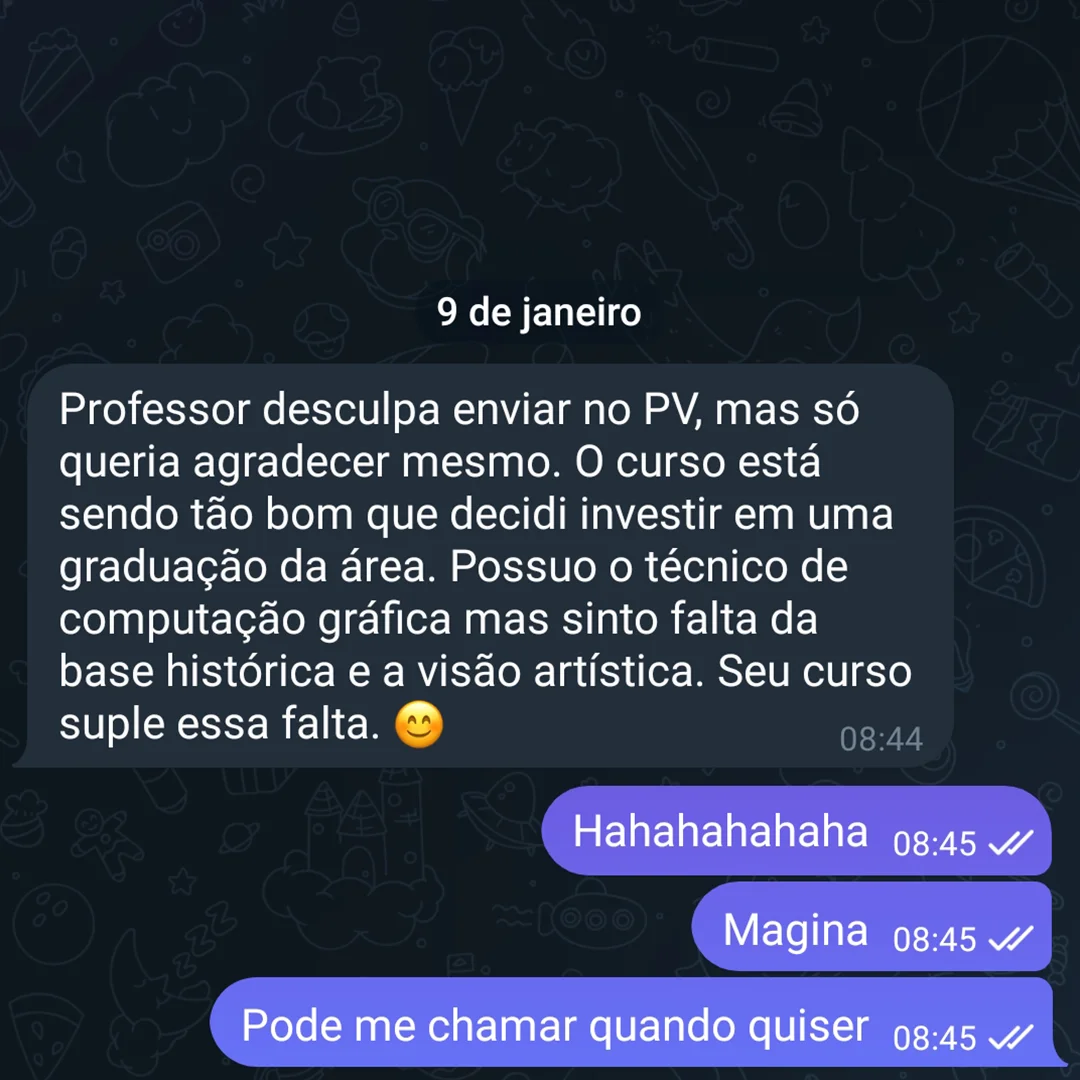 9 de janeiro
Professor desculpa enviar no PV, mas só
queria agradecer mesmo. O curso está
sendo tão bom que decidi investir em uma
graduação da área. Possuo o técnico de
computação gráfica mas sinto falta da
base histórica e a visão artística. Seu curso
suple essa falta. 😊
08:44
Hahahahahaha 08:45
Magina 08:45
Pode me chamar quando quiser 08:45